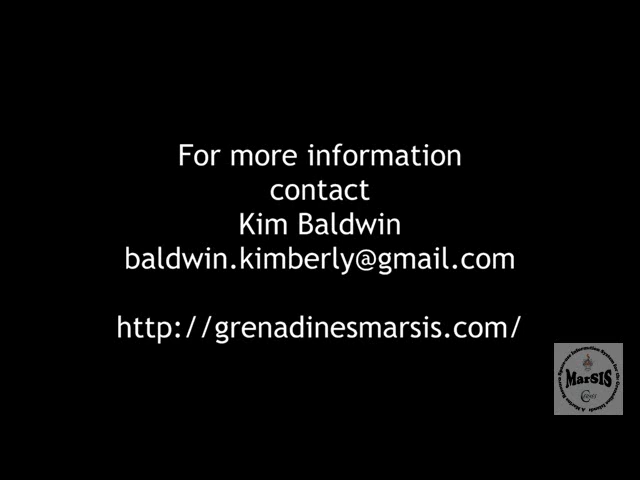 For more information
contact
Kim Baldwin
baldwin.kimberly@gmail.com
http://grenadinesmarsis.com/
MarSIS